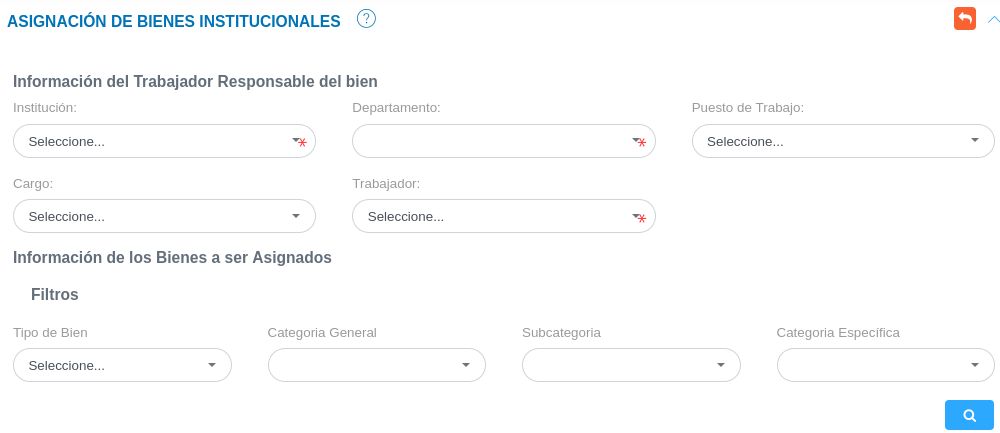 ASIGNACIÓN DE BIENES INSTITUCIONALES ?
Información del Trabajador Responsable del bien
Institución: Departamento: Puesto de Trabajo:
Seleccione... * * Seleccione...
Cargo: Trabajador:
Seleccione... Seleccione... *
Información de los Bienes a ser Asignados
Filtros
Tipo de Bien Categoria General Subcategoria Categoria Específica
Seleccione...